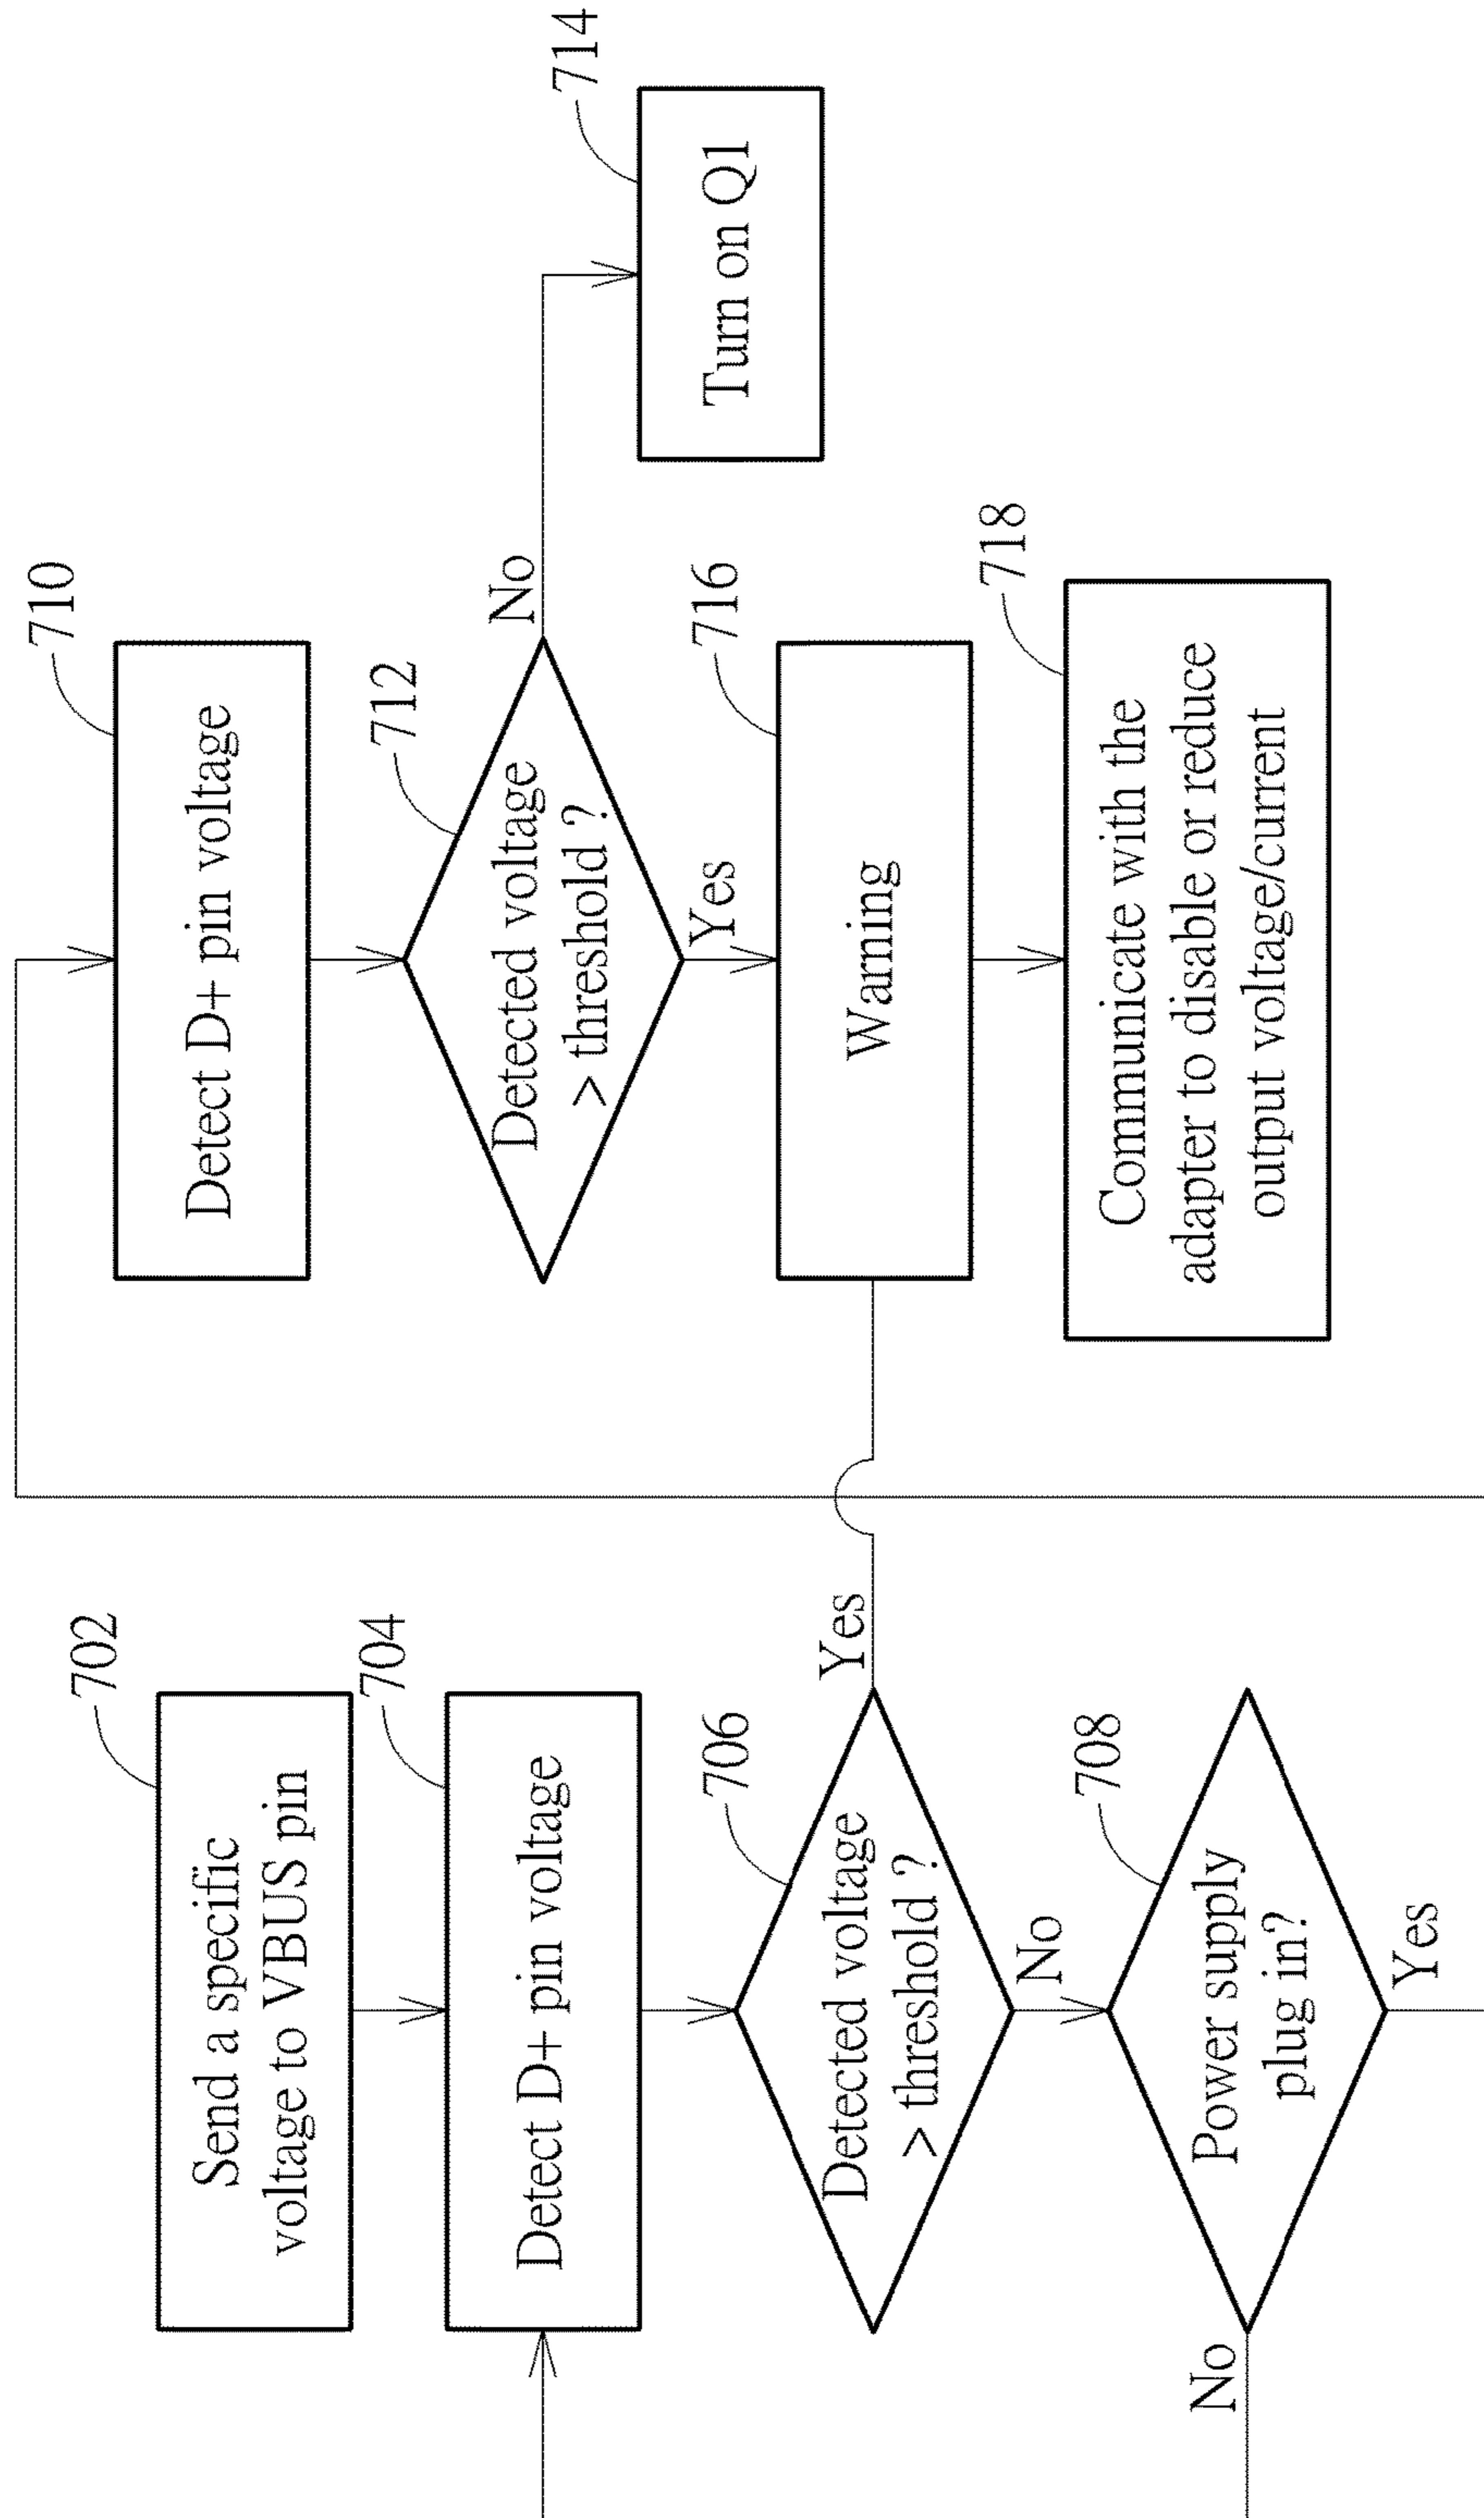 702
Send a specific
voltage to VBUS pin
704
Detect D+ pin voltage
706
Detected voltage
> threshold ?
Yes
No
708
Power supply
plug in?
No
Yes
710
Detect D+ pin voltage
712
Detected voltage
> threshold ?
No
Yes
714
Turn on Q1
716
Warning
718
Communicate with the
adapter to disable or reduce
output voltage/current